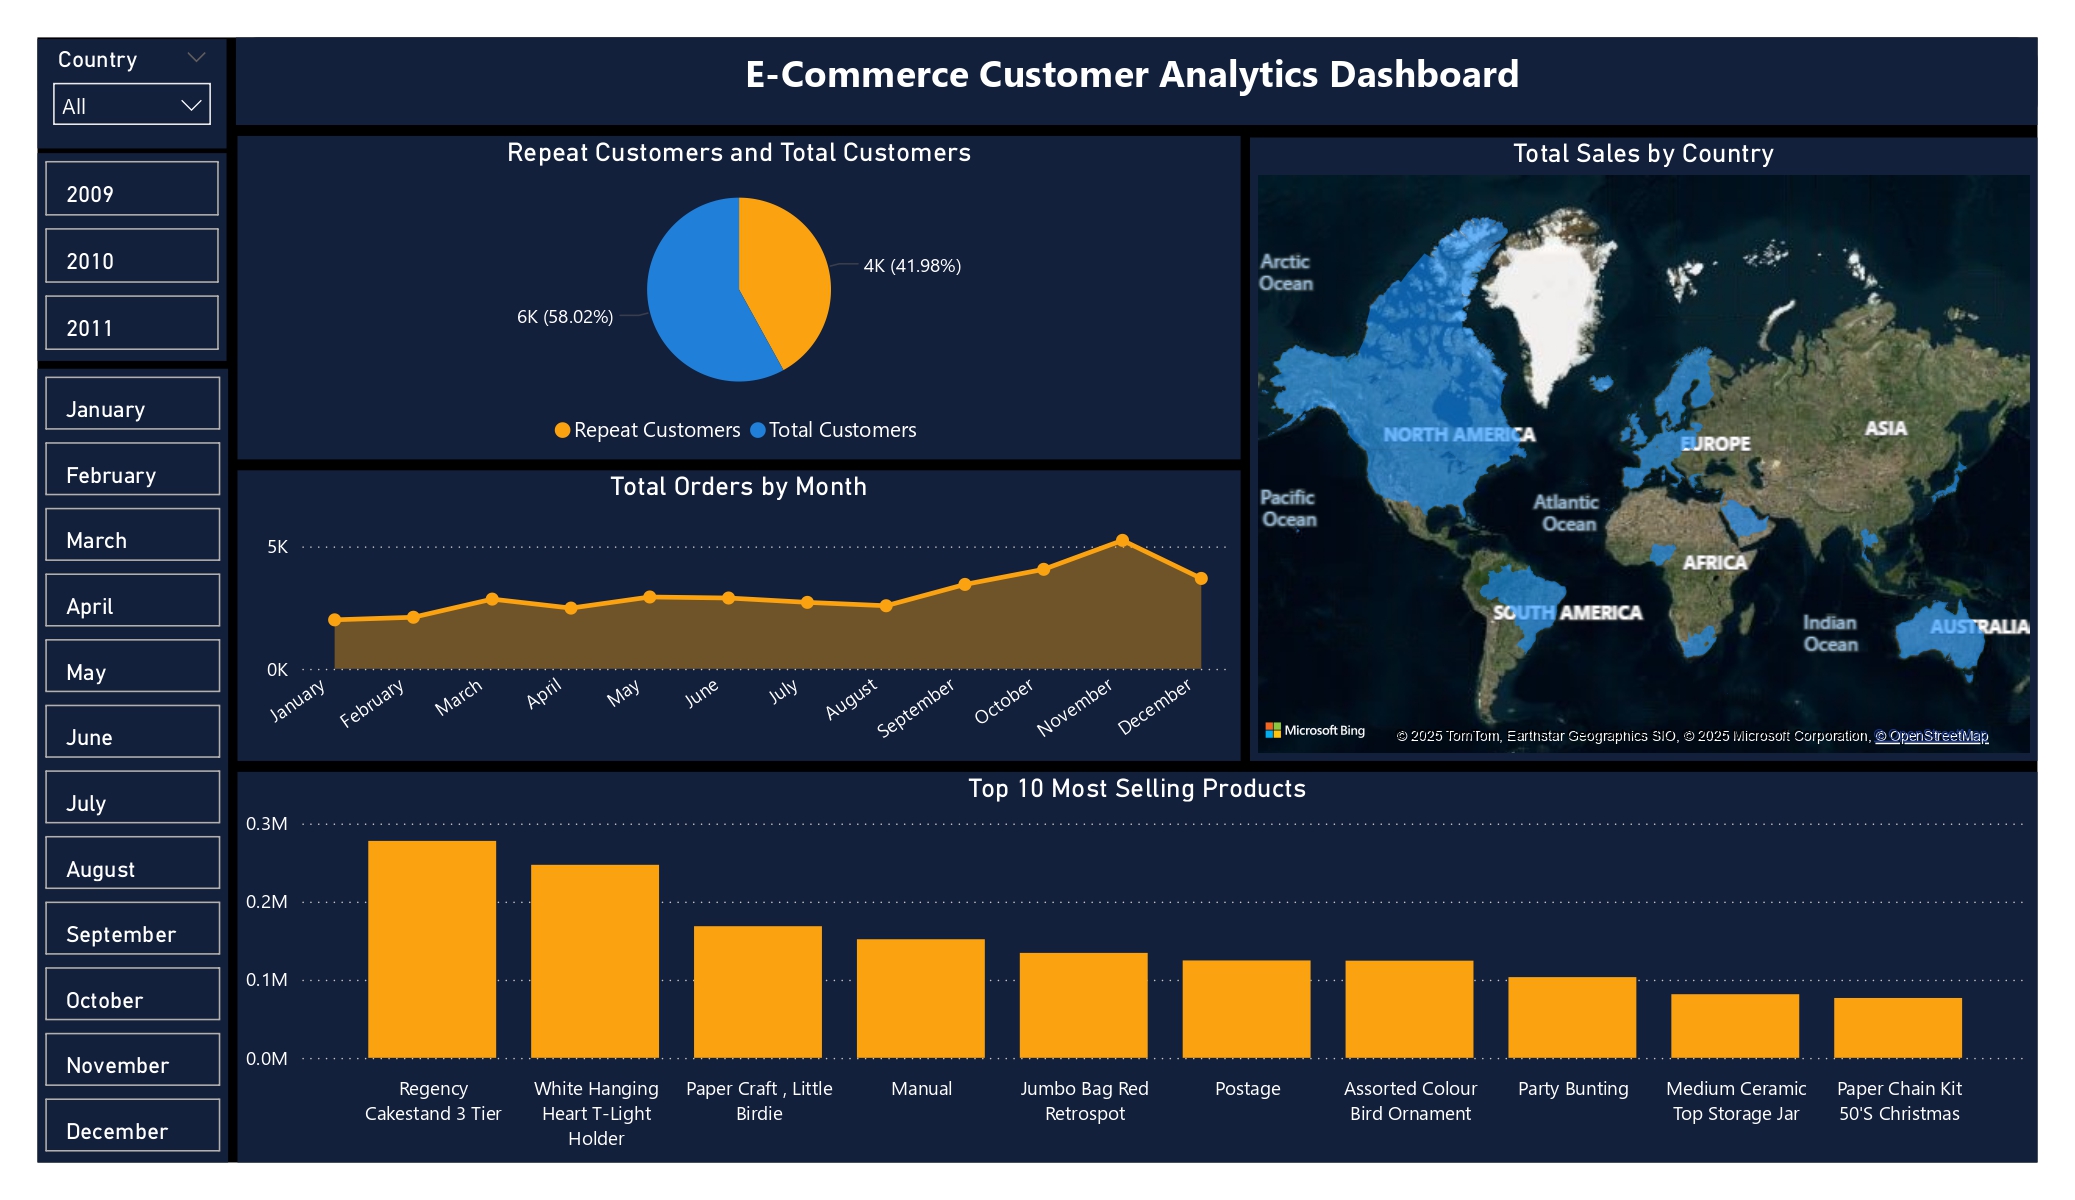 Country
All
2009
2010
2011
January
February
March
April
May
June
July
August
September
October
November
December
E-Commerce Customer Analytics Dashboard
Repeat Customers and Total Customers
4K (41.98%)
6K (58.02%)
Repeat Customers
Total Customers
Total Orders by Month
5K
0K
January
February
March
April
May
June
July
August
September
October
November
December
Total Sales by Country
Arctic
Ocean
NORTH AMERICA
EUROPE
ASIA
Pacific
Ocean
Atlantic
Ocean
AFRICA
SOUTH AMERICA
Indian
Ocean
AUSTRALIA
Microsoft Bing
© 2025 TomTom, Earthstar Geographics SIO, © 2025 Microsoft Corporation, © OpenStreetMap
Top 10 Most Selling Products
0.3M
0.2M
0.1M
0.0M
Regency
Cakestand 3 Tier
White Hanging
Heart T-Light
Holder
Paper Craft , Little
Birdie
Manual
Jumbo Bag Red
Retrospot
Postage
Assorted Colour
Bird Ornament
Party Bunting
Medium Ceramic
Top Storage Jar
Paper Chain Kit
50'S Christmas